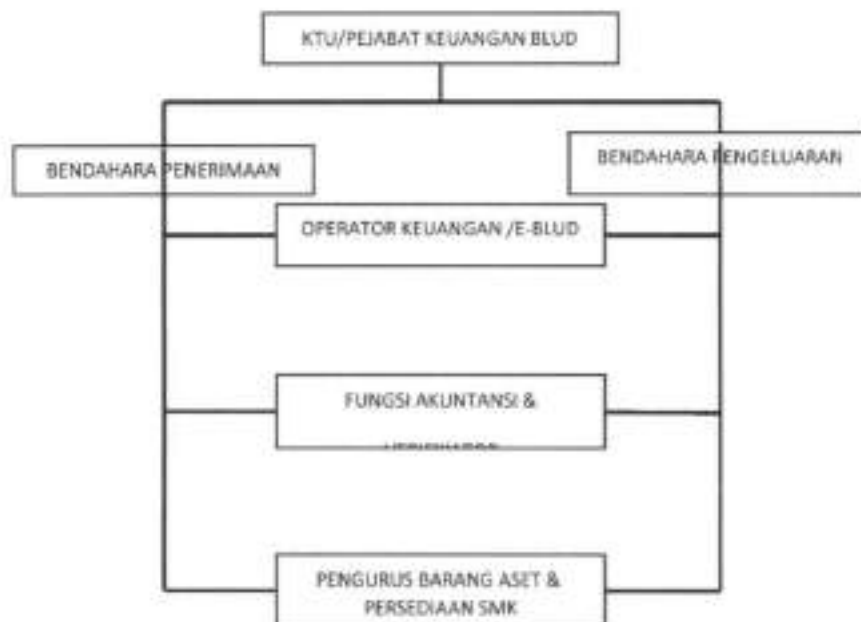 KTU/PEJABAT KEUANGAN BLUD
BENDAHARA PENERIMAAN
BENDAHARA PENGELUARAN
OPERATOR KEUANGAN /E-BLUD
FUNGSI AKUNTANSI &
PENGURUS BARANG ASET &
PERSEDIAAN SMK